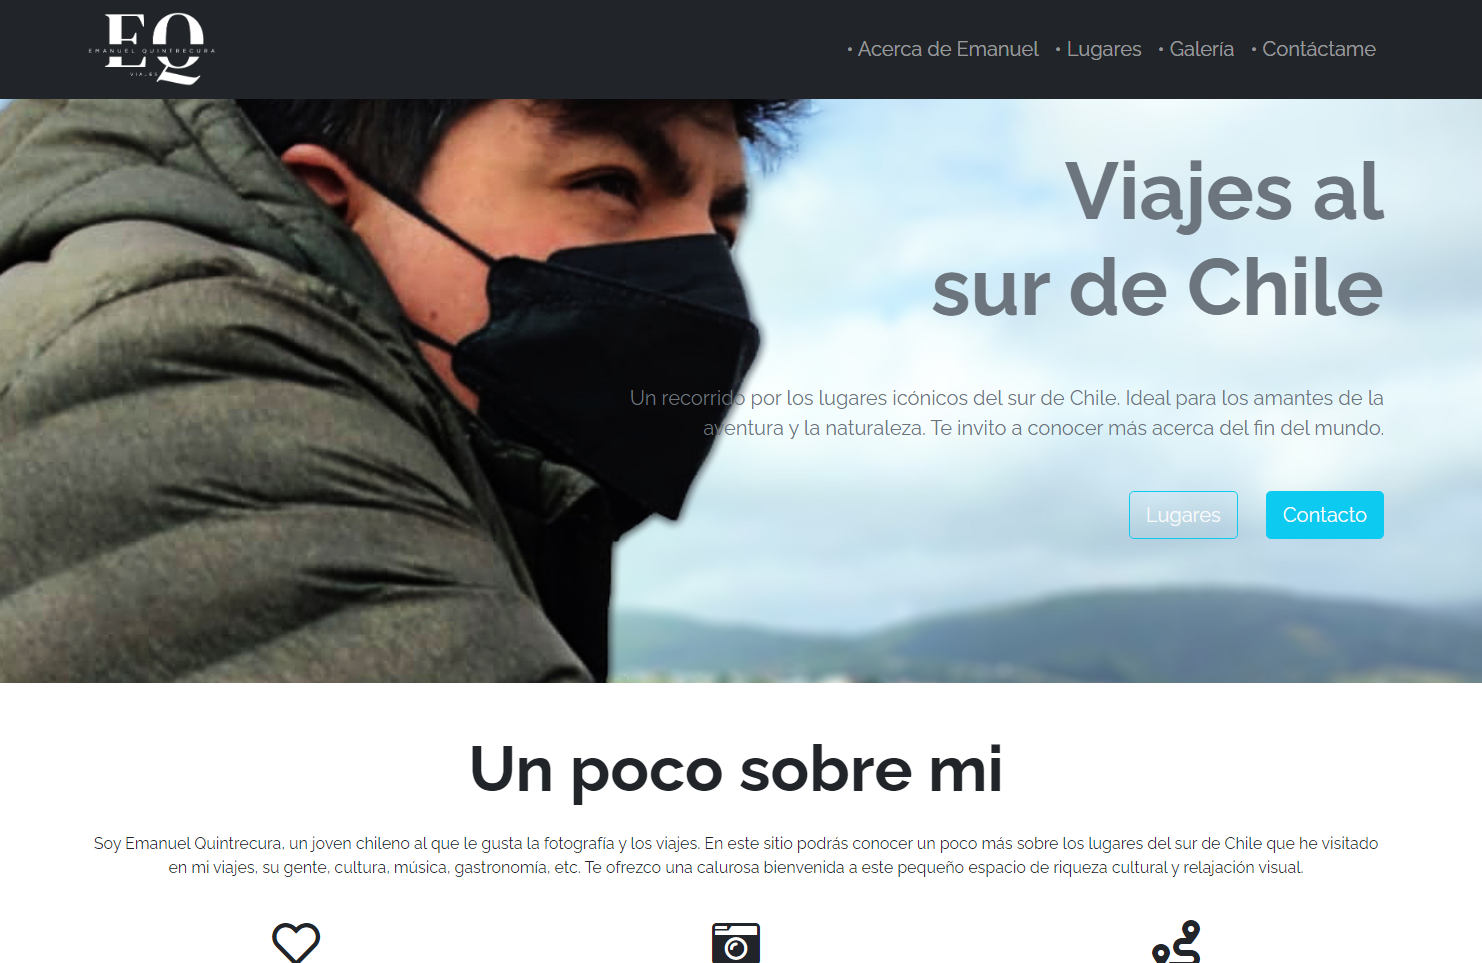 EQ
EMANUEL QUINTRECURA
VIAJES
• Acerca de Emanuel • Lugares • Galería • Contáctame
Viajes al
sur de Chile
Un recorrido por los lugares icónicos del sur de Chile. Ideal para los amantes de la
aventura y la naturaleza. Te invito a conocer más acerca del fin del mundo.
Lugares Contacto
Un poco sobre mi
Soy Emanuel Quintrecura, un joven chileno al que le gusta la fotografía y los viajes. En este sitio podrás conocer un poco más sobre los lugares del sur de Chile que he visitado
en mi viajes, su gente, cultura, música, gastronomía, etc. Te ofrezco una calurosa bienvenida a este pequeño espacio de riqueza cultural y relajación visual.